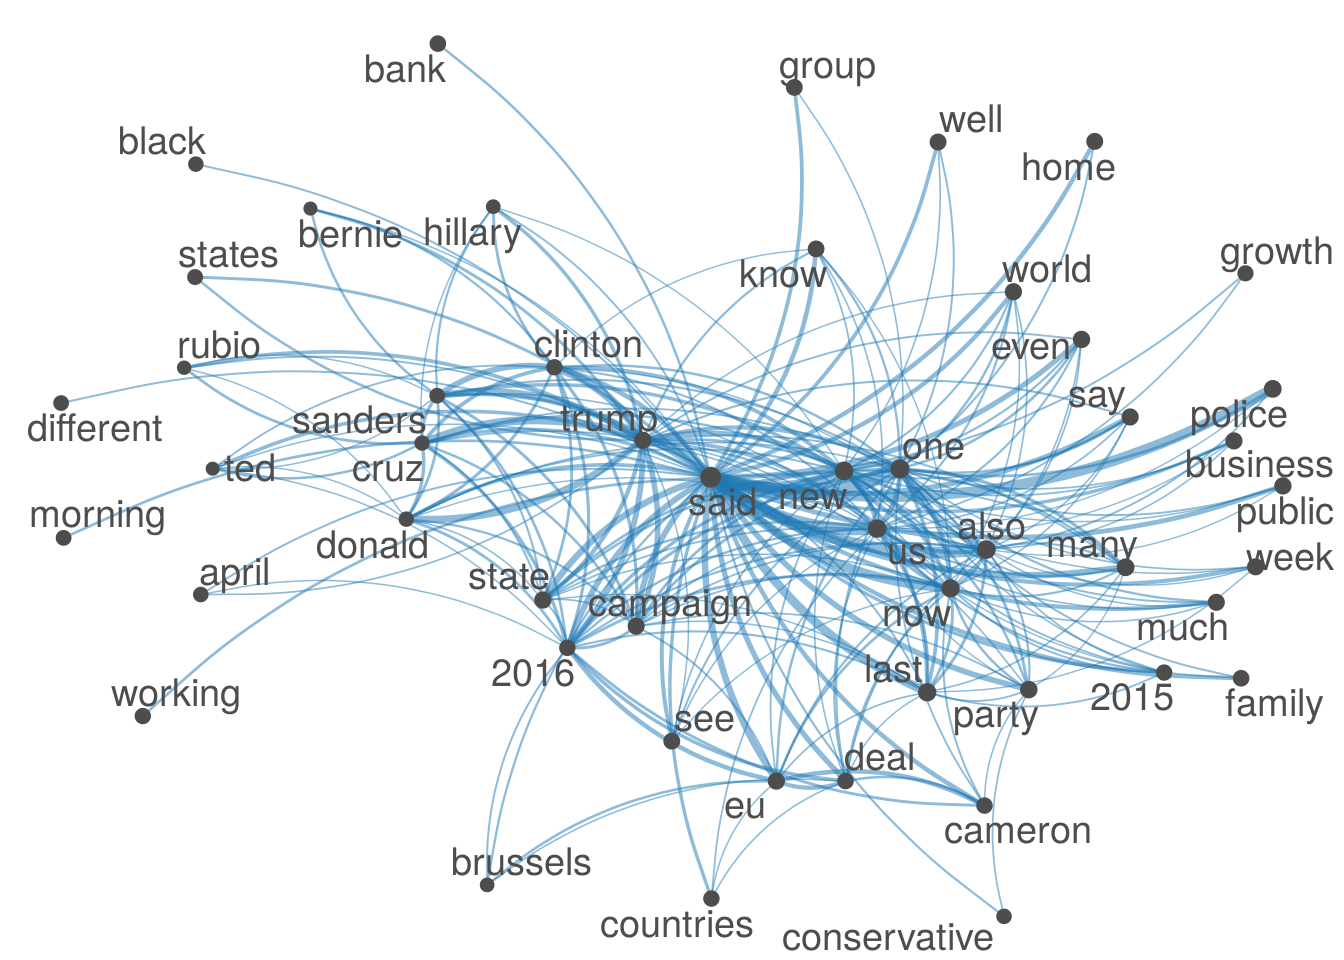 bank
group
well
black
home
bernie
hillary
states
know
world
growth
rubio
clinton
even
different
sanders
trump
say
police
ted
cruz
one
business
morning
said
new
public
donald
also
many
us
week
april
state
campaign
now
much
2016
last
working
see
party
2015
family
deal
eu
cameron
brussels
countries
conservative